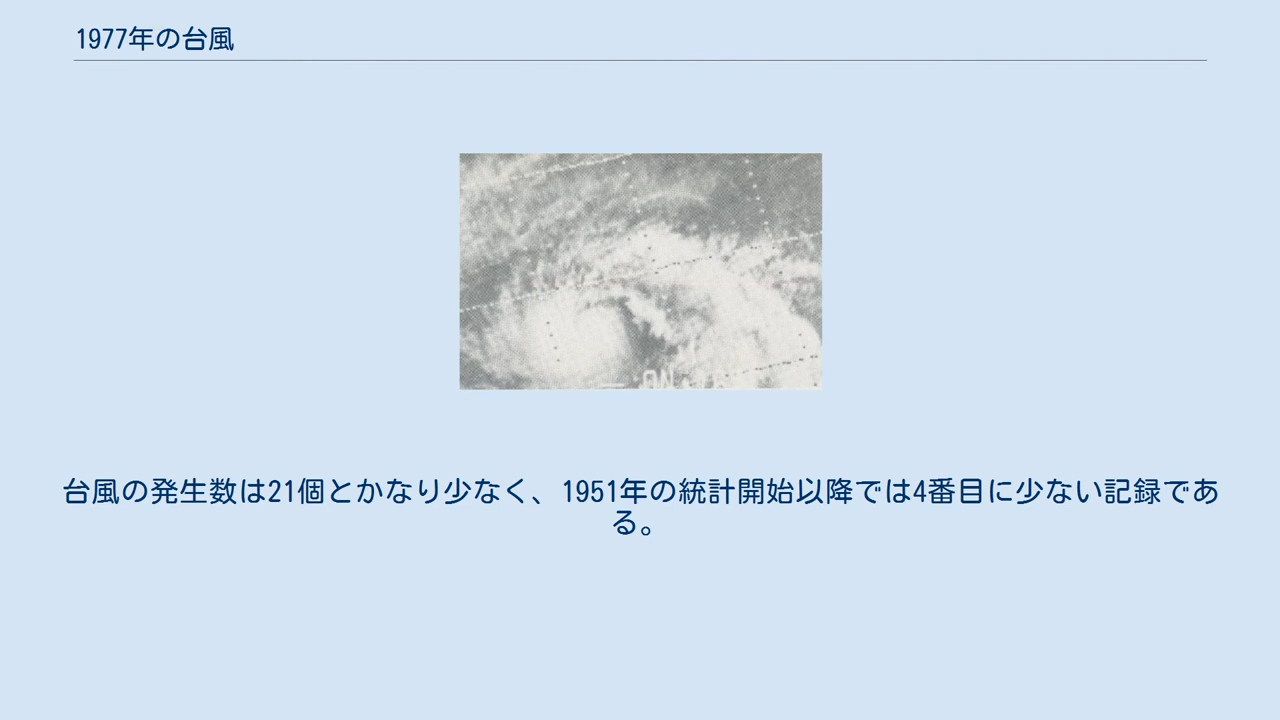 1977年の台風
台風の発生数は21個とかなり少なく、1951年の統計開始以降では4番目に少ない記録であ
る。